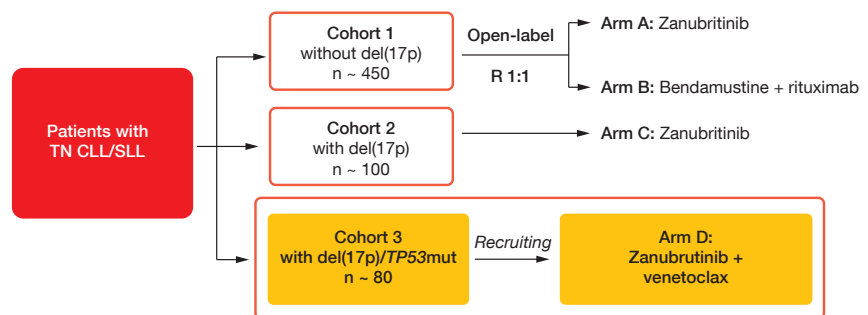 Patients with
TN CLL/SLL
Cohort 1
without del(17p)
n ~ 450
Open-label
R 1:1
Arm A: Zanubritinib
Arm B: Bendamustine + rituximab
Cohort 2
with del(17p)
n ~ 100
Arm C: Zanubritinib
Cohort 3
with del(17p)/TP53mut
n ~ 80
Recruiting
Arm D:
Zanubrutinib +
venetoclax